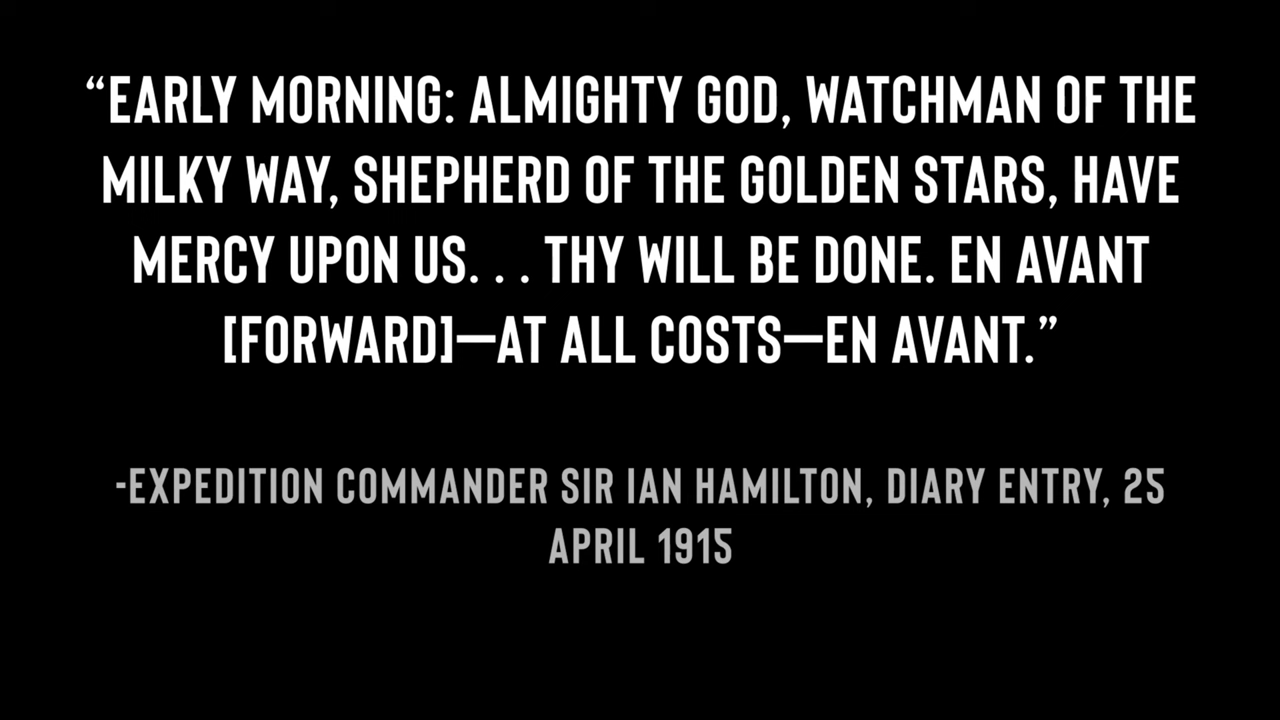 “EARLY MORNING: ALMIGHTY GOD, WATCHMAN OF THE
MILKY WAY, SHEPHERD OF THE GOLDEN STARS, HAVE
MERCY UPON US. . . THY WILL BE DONE. EN AVANT
[FORWARD]—AT ALL COSTS—EN AVANT.”
-EXPEDITION COMMANDER SIR IAN HAMILTON, DIARY ENTRY, 25
APRIL 1915